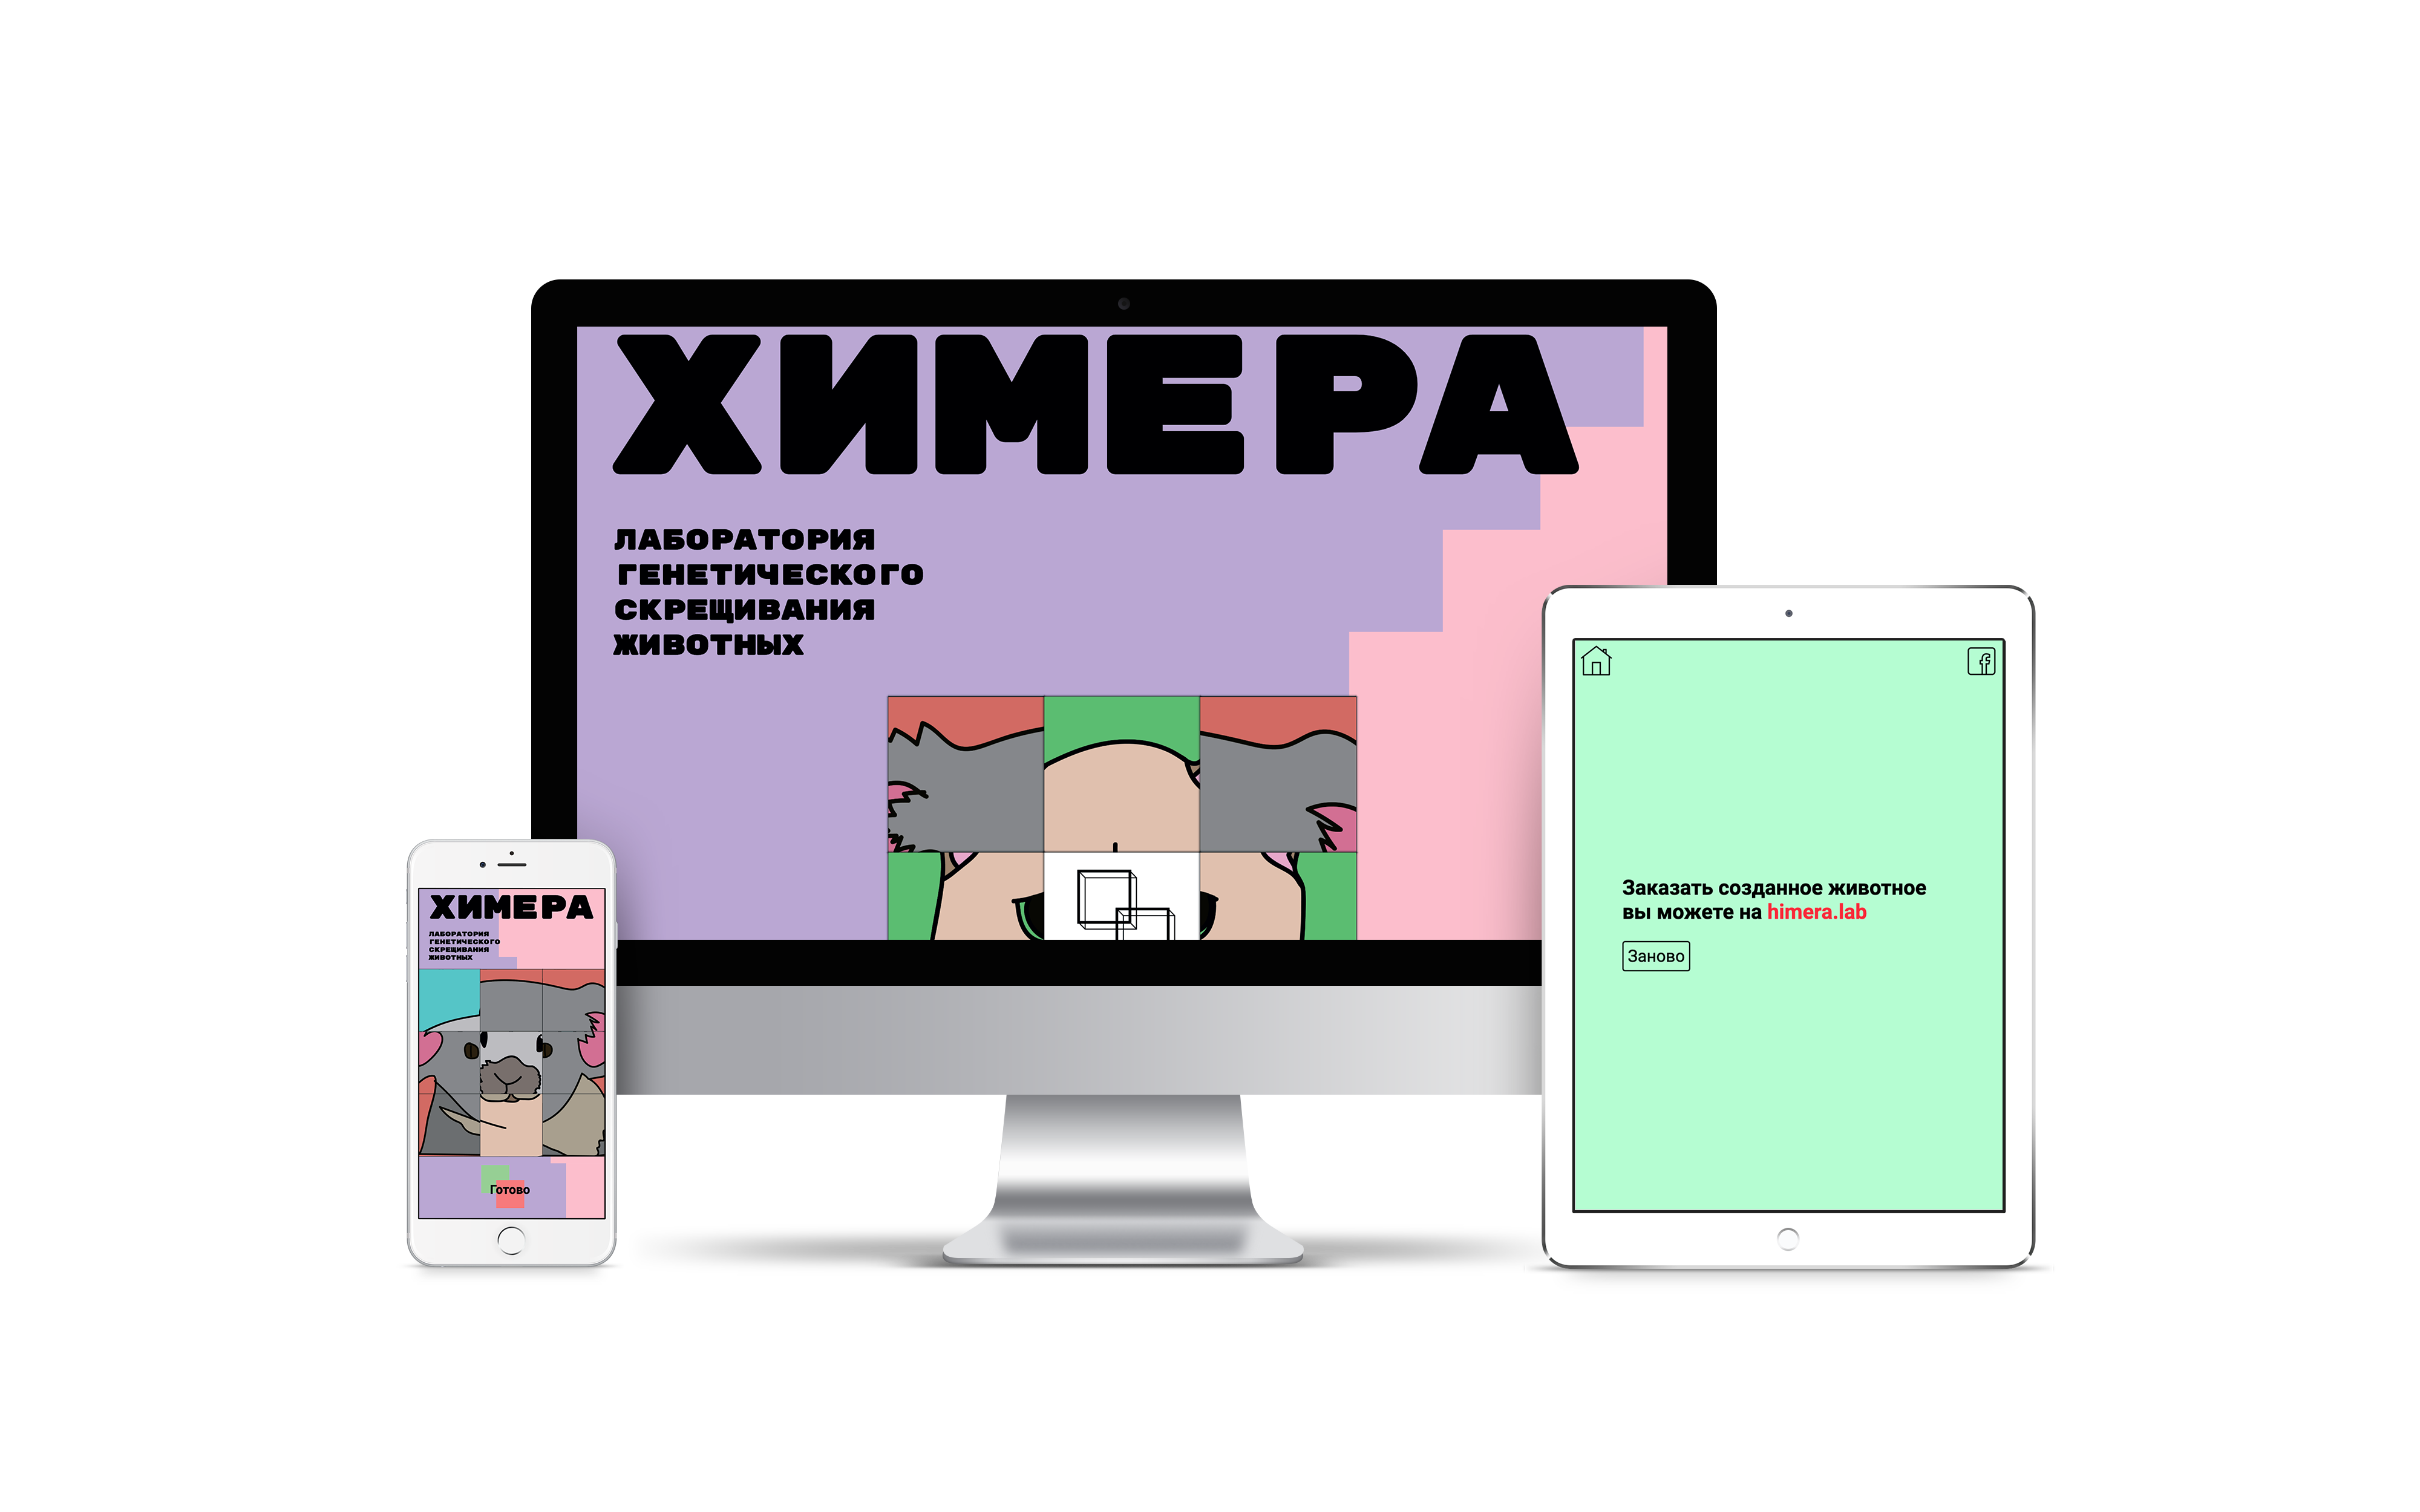 ХИМЕРА
ЛАБОРАТОРИЯ
ГЕНЕТИЧЕСКОГО
СКРЕЩИВАНИЯ
ЖИВОТНЫХ
ХИМЕРА
ЛАБОРАТОРИЯ
ГЕНЕТИЧЕСКОГО
СКРЕЩИВАНИЯ
ЖИВОТНЫХ
Готово
Заказать созданное животное
вы можете на himera.lab
Заново